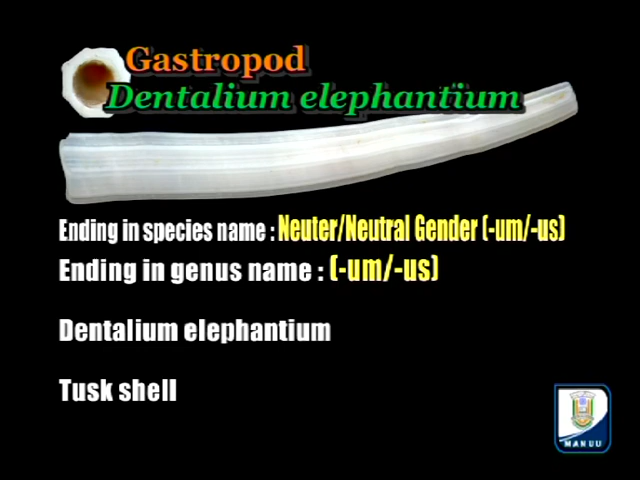 Gastropod
Dentalium elephantium
Ending in species name : Neuter/Neutral Gender (-um/-us)
Ending in genus name : (-um/-us)
Dentalium elephantium
Tusk shell
MANUU